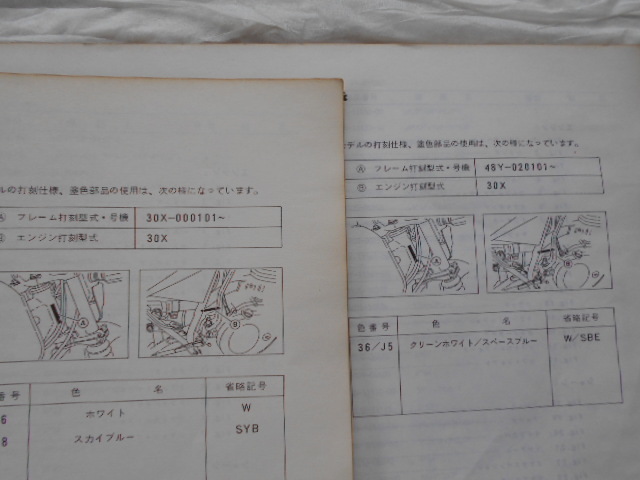 デルの打刻仕様、塗色部品の使用は、次の様になっています。
Ⓐ フレーム打刻型式・号機 48Y-020101~
Ⓑ エンジン打刻型式 30X
色番号 色 名 省略記号
36/J5 クリーンホワイト/スペースブルー W/SBE
ルの打刻仕様、塗色部品の使用は、次の様になっています。
フレーム打刻型式・号機 30X-000101~
エンジン打刻型式 30X
番号 色 名 省略記号
6 ホワイト W
8 スカイブルー SYB